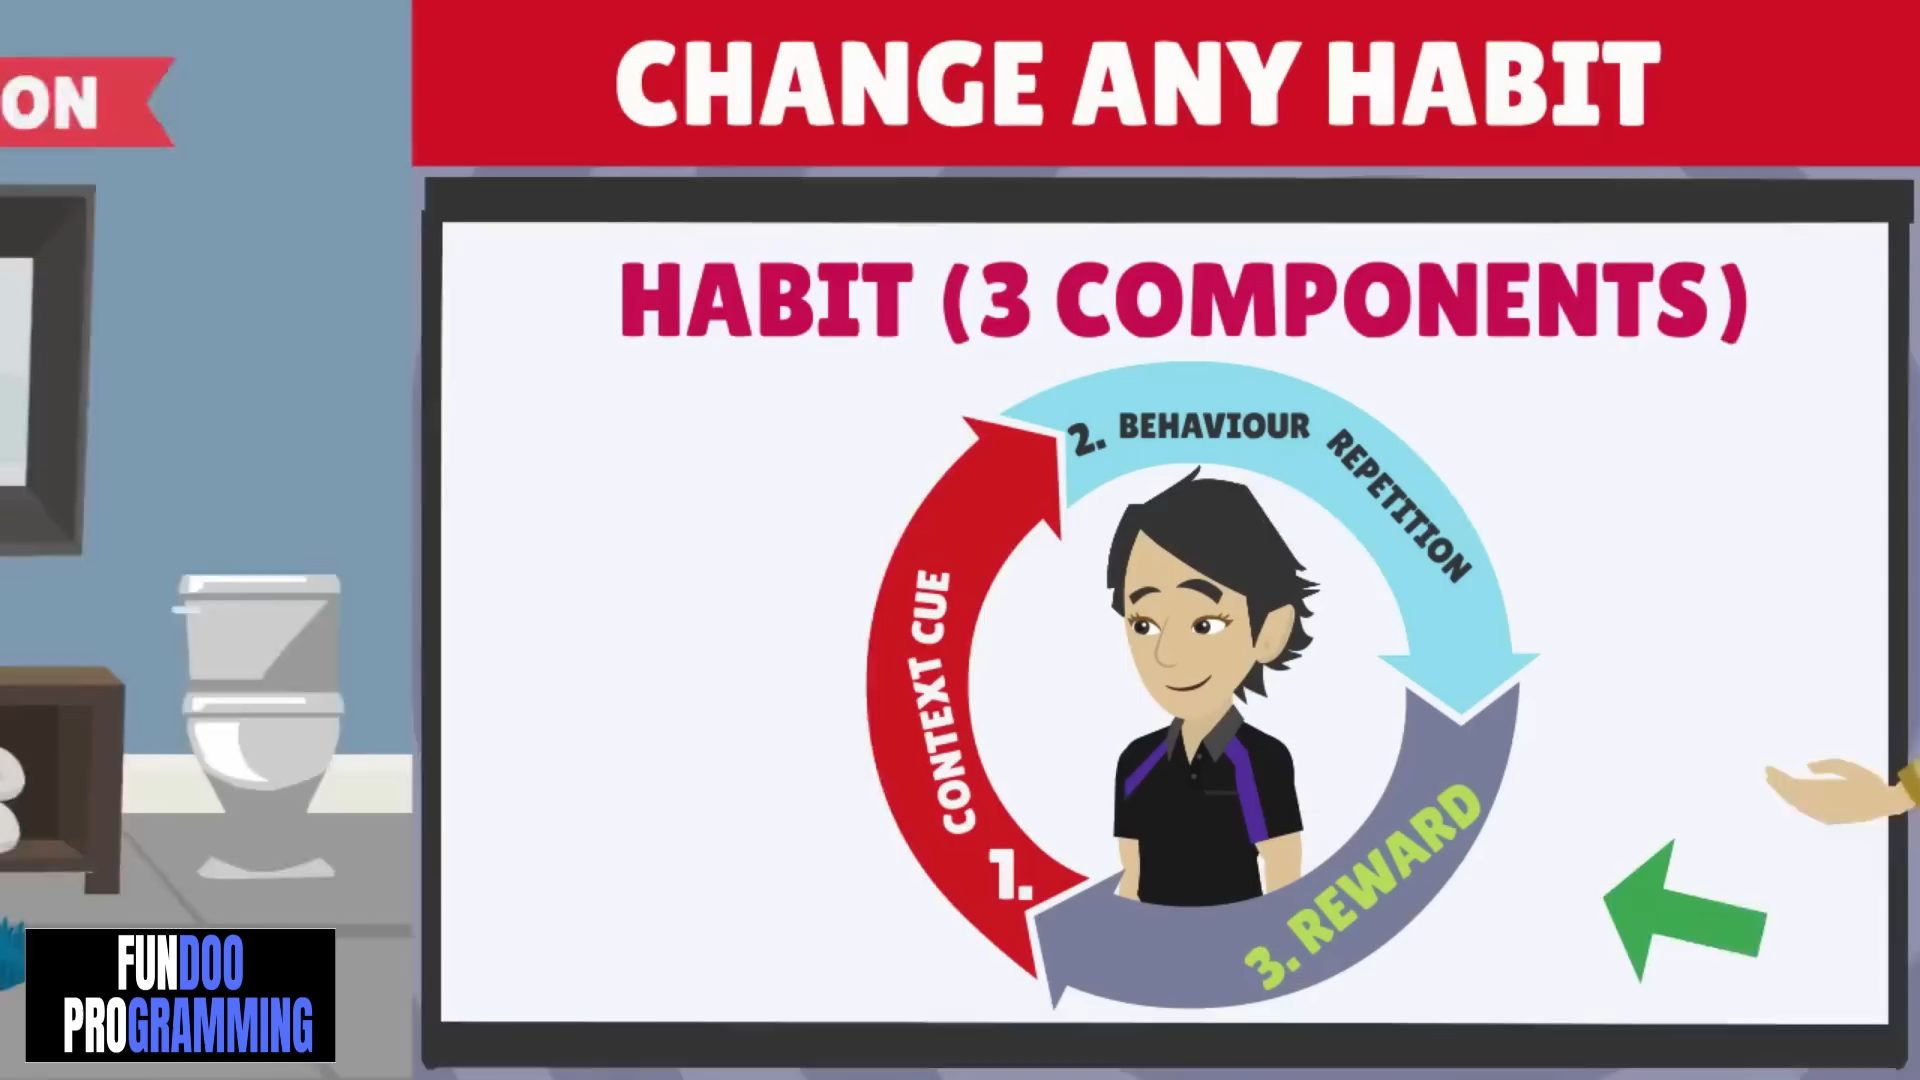 ON
CHANGE ANY HABIT
HABIT (3 COMPONENTS)
2. BEHAVIOUR REPETITION
CONTEXT CUE
1.
3. REWARD
FUNDOO
PROGRAMMING